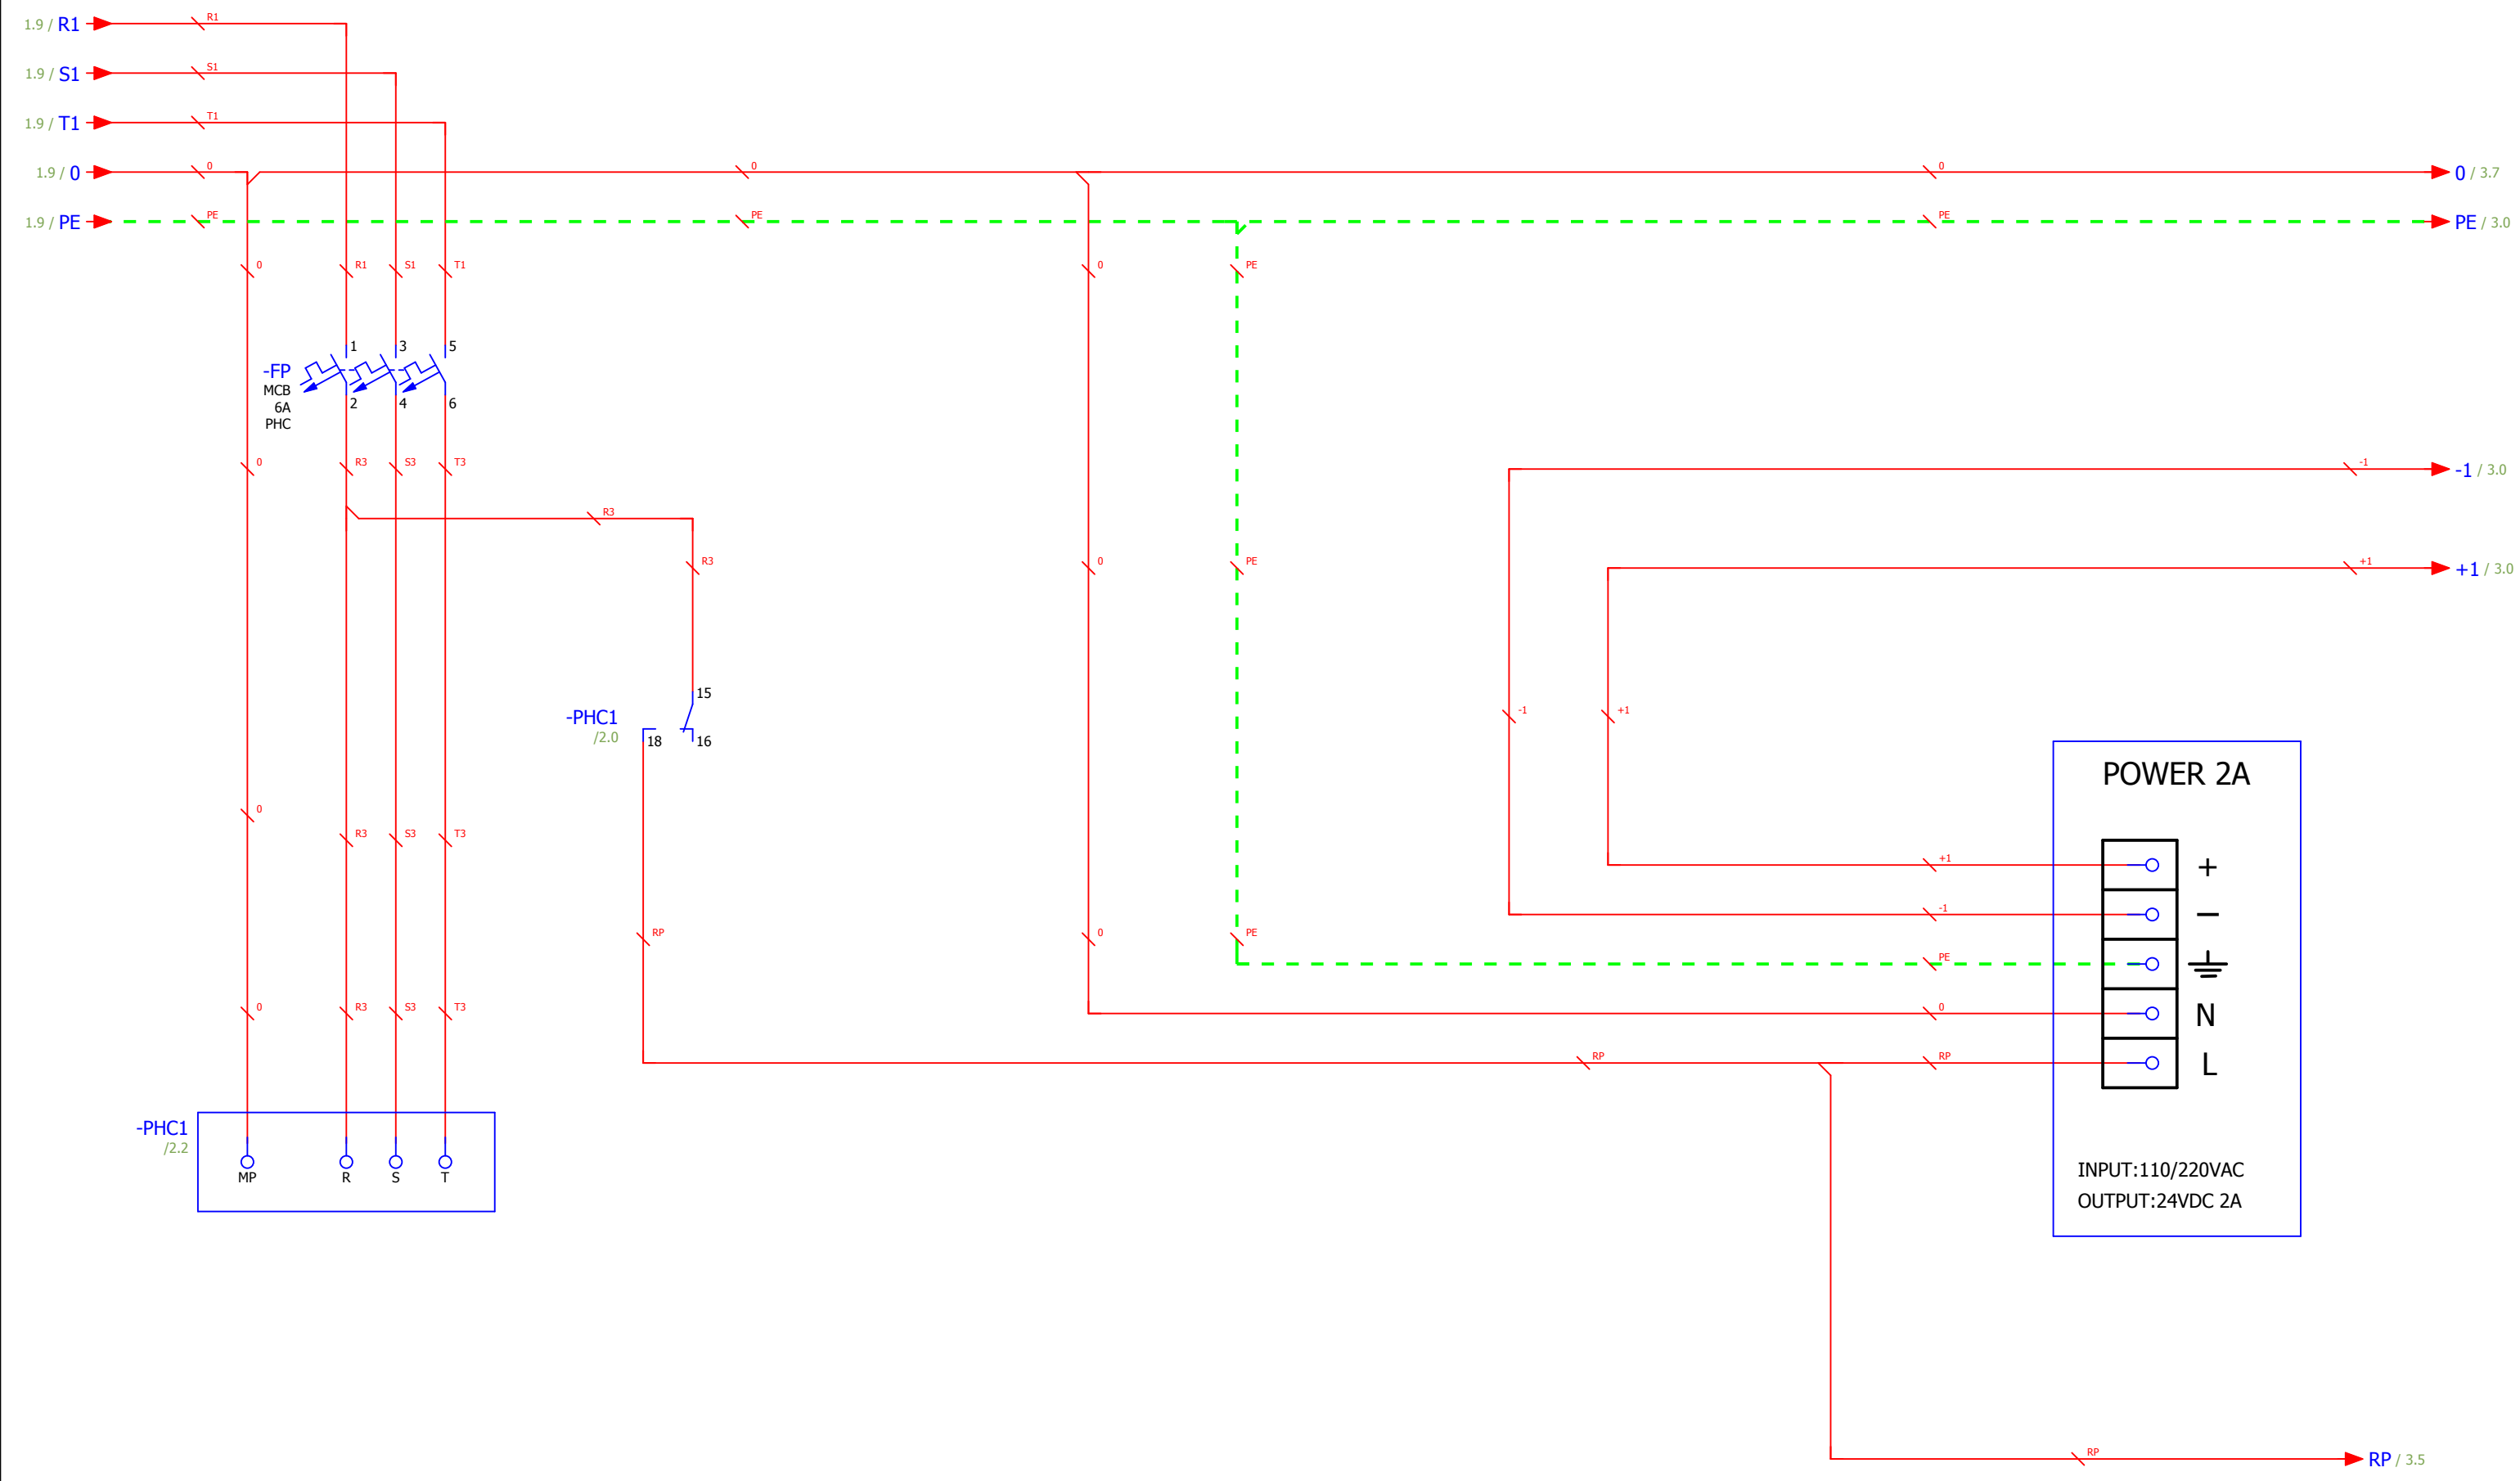 1.9 / R1
R1
1.9 / S1
S1
1.9 / T1
T1
1.9 / 0
0
0
0
0 / 3.7
1.9 / PE
PE
PE
PE
PE / 3.0
0
R1
S1
T1
0
PE
-FP
MCB
6A
PHC
1
3
5
2
4
6
0
R3
S3
T3
-1
-1 / 3.0
R3
R3
0
PE
+1
+1 / 3.0
-PHC1
/2.0
15
18
16
-1
+1
POWER 2A
0
R3
S3
T3
+1
+
-1
−
RP
0
PE
PE
0
R3
S3
T3
0
N
RP
RP
L
-PHC1
/2.2
MP
R
S
T
INPUT:110/220VAC
OUTPUT:24VDC 2A
RP
RP / 3.5